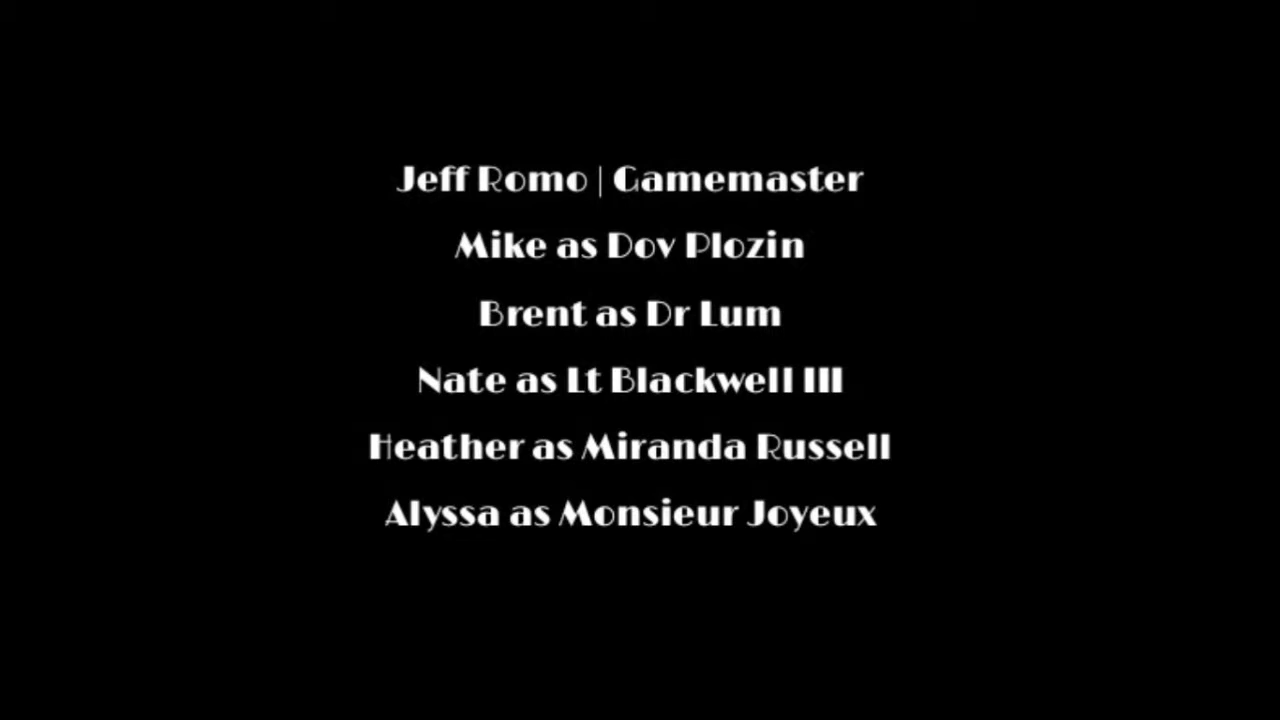 Jeff Romo | Gamemaster
Mike as Dov Plozin
Brent as Dr Lum
Nate as Lt Blackwell III
Heather as Miranda Russell
Alyssa as Monsieur Joyeux